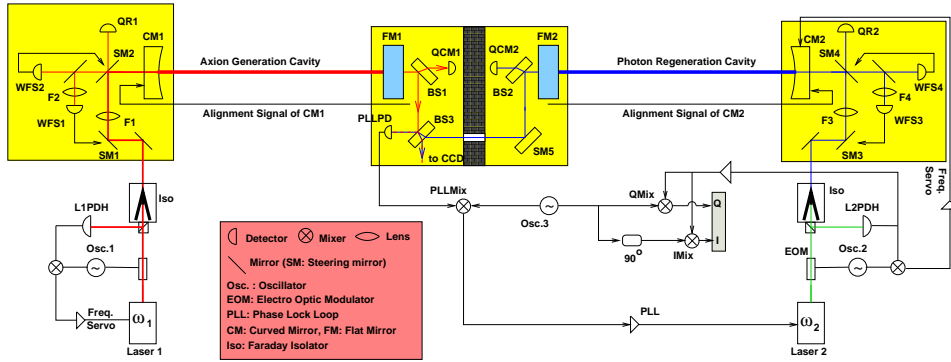 QR1
SM2
CM1
WFS2
F2
WFS1
F1
SM1
Axion Generation Cavity
Alignment Signal of CM1
FM1
QCM1
BS1
PLLPD
BS3
to CCD
QCM2
FM2
BS2
SM5
Photon Regeneration Cavity
Alignment Signal of CM2
CM2
QR2
SM4
WFS4
F4
WFS3
F3
SM3
Freq.
Servo
Iso
L1PDH
Osc.1
Freq.
Servo
ω1
Laser 1
PLLMix
Osc.3
QMix
Q
I
90o
IMix
PLL
Iso
L2PDH
EOM
Osc.2
ω2
Laser 2
Detector
Mixer
Lens
Mirror (SM: Steering mirror)
Osc. : Oscillator
EOM: Electro Optic Modulator
PLL: Phase Lock Loop
CM: Curved Mirror, FM: Flat Mirror
Iso: Faraday Isolator